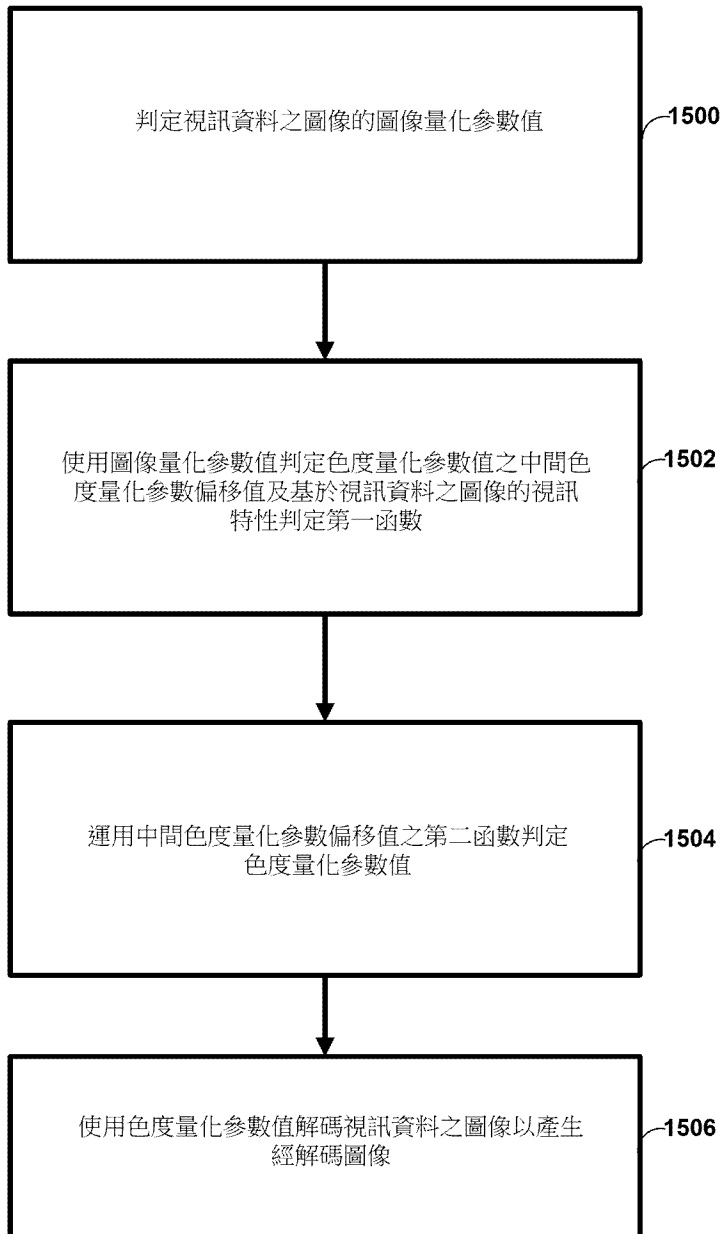 判定視訊資料之圖像的圖像量化參數值
1500
使用圖像量化參數值判定色度量化參數值之中間色
度量化參數偏移值及基於視訊資料之圖像的視訊
特性判定第一函數
1502
運用中間色度量化參數偏移值之第二函數判定
色度量化參數值
1504
使用色度量化參數值解碼視訊資料之圖像以產生
經解碼圖像
1506